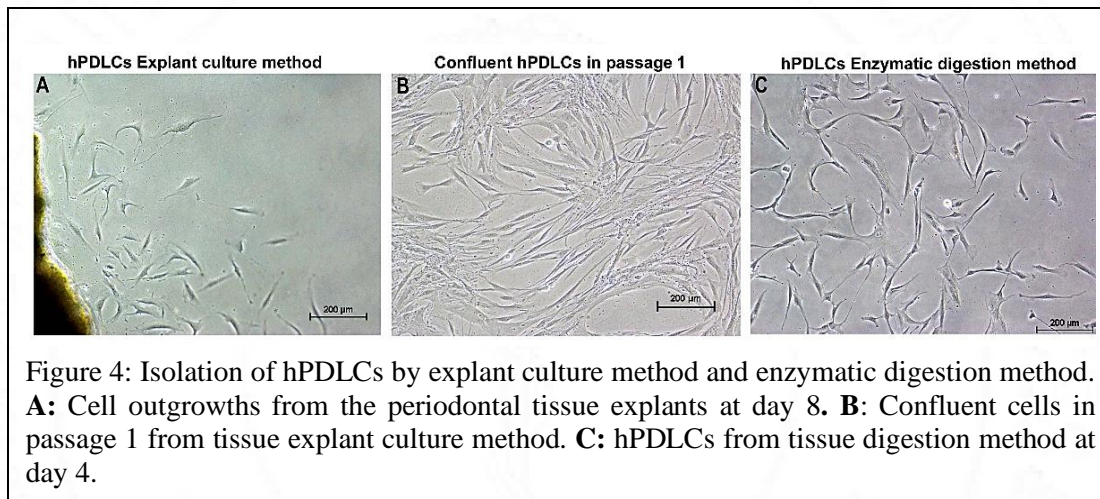 hPDLCs Explant culture method
Confluent hPDLCs in passage 1
hPDLCs Enzymatic digestion method
A
B
C
200 µm
200 µm
200 µm
Figure 4: Isolation of hPDLCs by explant culture method and enzymatic digestion method.
A: Cell outgrowths from the periodontal tissue explants at day 8. B: Confluent cells in
passage 1 from tissue explant culture method. C: hPDLCs from tissue digestion method at
day 4.